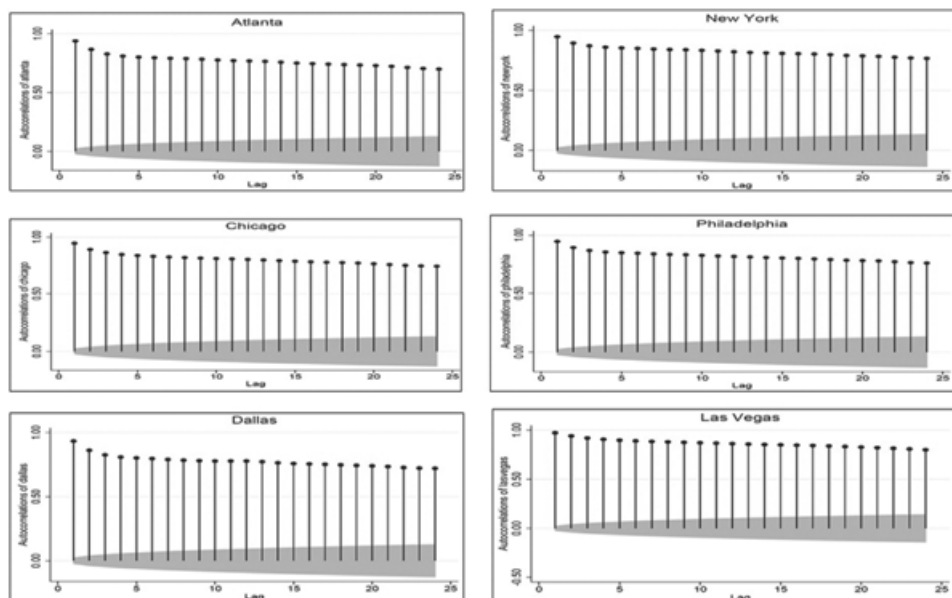 Atlanta
Autocorrelations of atlanta
1.00
0.50
0.00
0 5 10 15 20 25
Lag
New York
Autocorrelations of newyork
1.00
0.50
0.00
0 5 10 15 20 25
Lag
Chicago
Autocorrelations of chicago
1.00
0.50
0.00
0 5 10 15 20 25
Lag
Philadelphia
Autocorrelations of philadelphia
1.00
0.50
0.00
0 5 10 15 20 25
Lag
Dallas
Autocorrelations of dallas
1.00
0.50
0.00
0 5 10 15 20 25
Lag
Las Vegas
Autocorrelations of lasvegas
1.00
0.50
0.00
-0.50
0 5 10 15 20 25
Lag